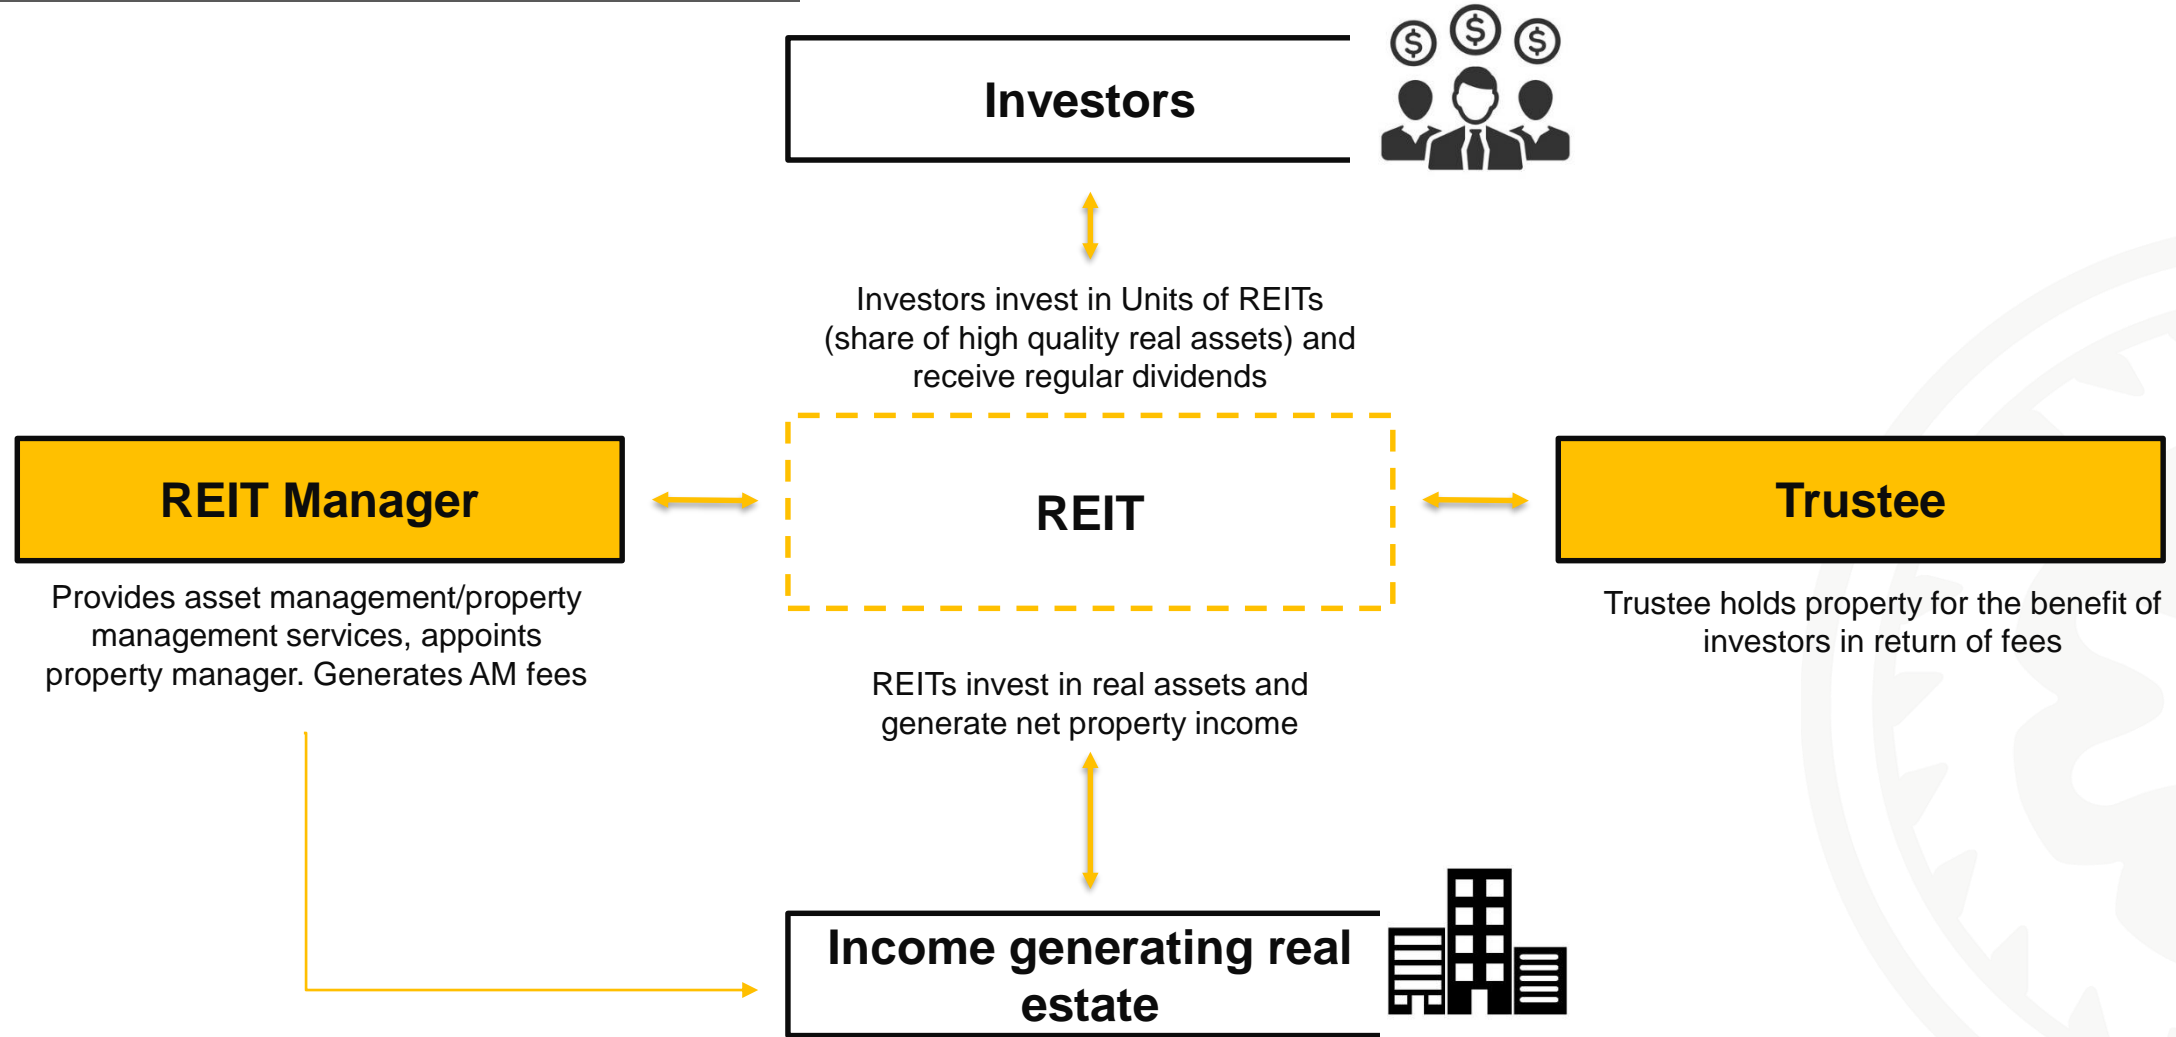 Investors
Investors invest in Units of REITs
(share of high quality real assets) and
receive regular dividends
REIT Manager
REIT
Trustee
Provides asset management/property
management services, appoints
property manager. Generates AM fees
Trustee holds property for the benefit of
investors in return of fees
REITs invest in real assets and
generate net property income
Income generating real
estate